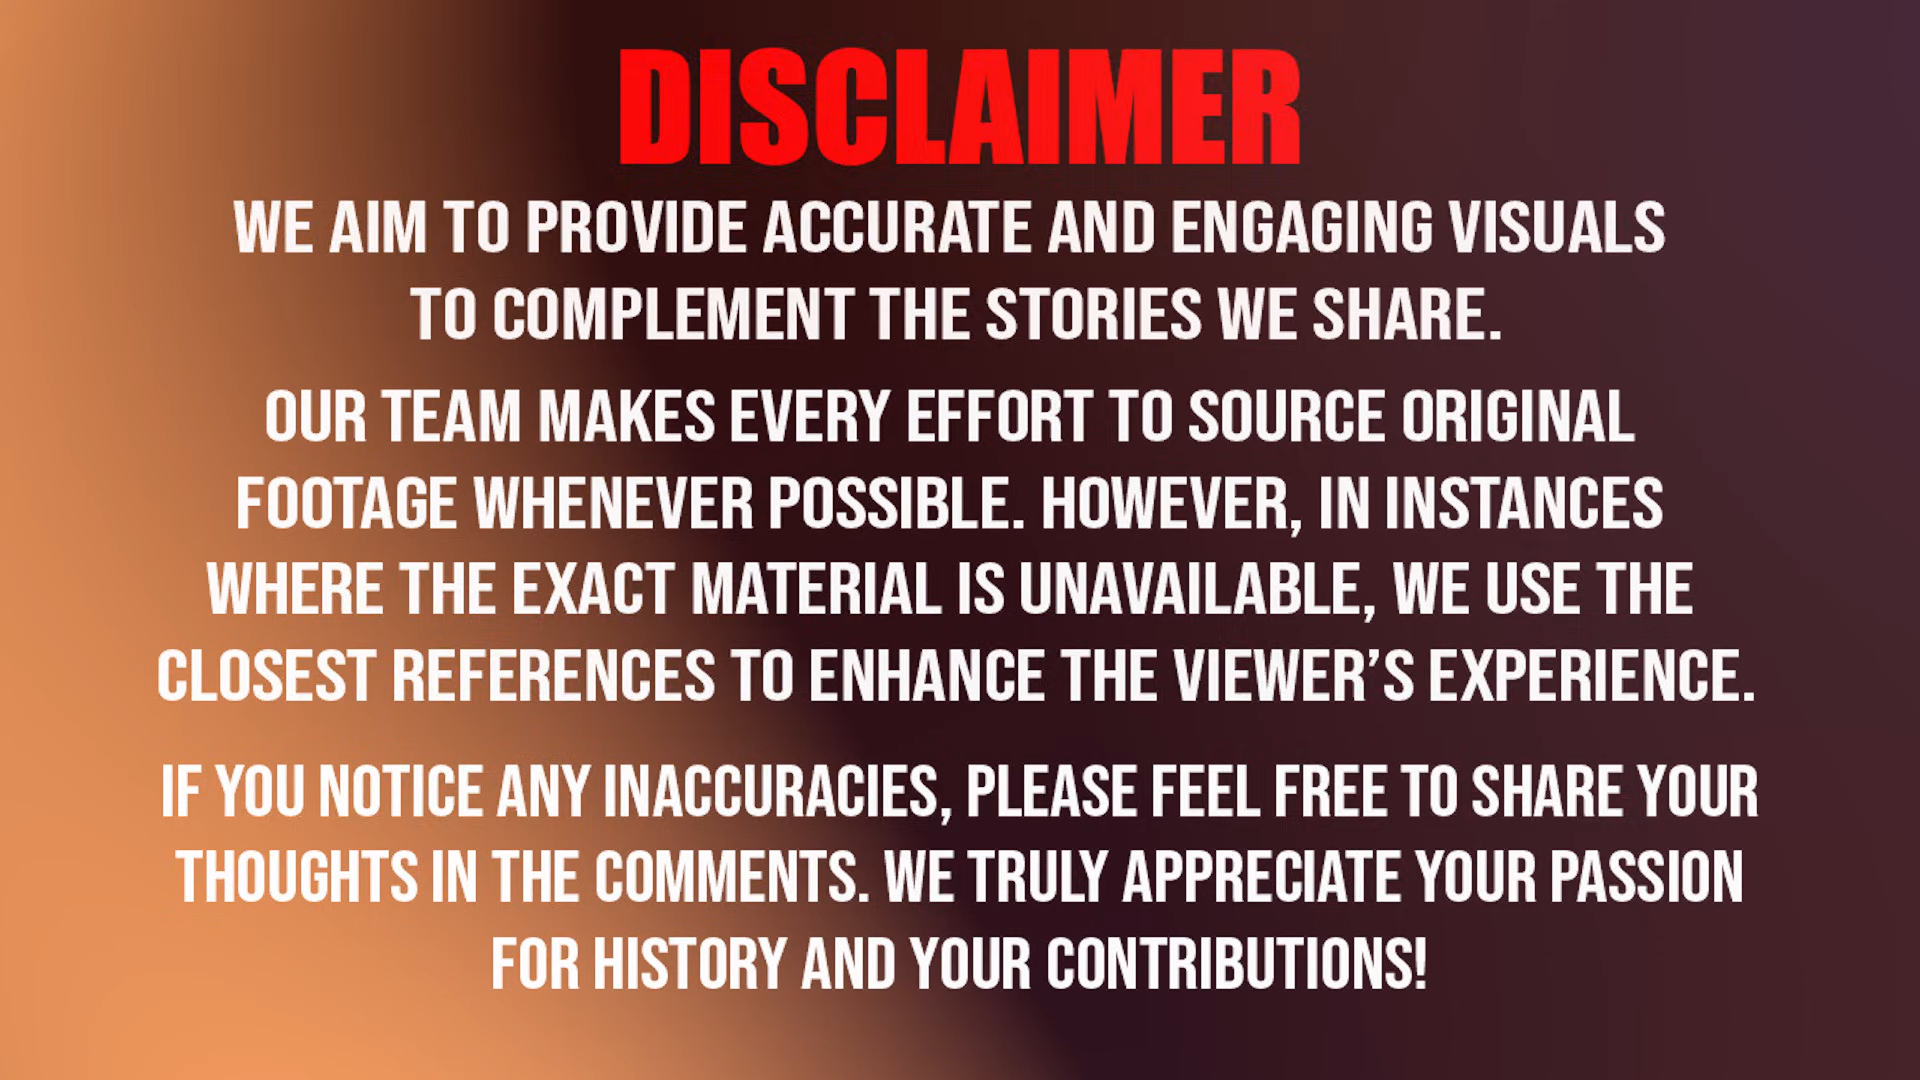 DISCLAIMER
WE AIM TO PROVIDE ACCURATE AND ENGAGING VISUALS
TO COMPLEMENT THE STORIES WE SHARE.
OUR TEAM MAKES EVERY EFFORT TO SOURCE ORIGINAL
FOOTAGE WHENEVER POSSIBLE. HOWEVER, IN INSTANCES
WHERE THE EXACT MATERIAL IS UNAVAILABLE, WE USE THE
CLOSEST REFERENCES TO ENHANCE THE VIEWER’S EXPERIENCE.
IF YOU NOTICE ANY INACCURACIES, PLEASE FEEL FREE TO SHARE YOUR
THOUGHTS IN THE COMMENTS. WE TRULY APPRECIATE YOUR PASSION
FOR HISTORY AND YOUR CONTRIBUTIONS!